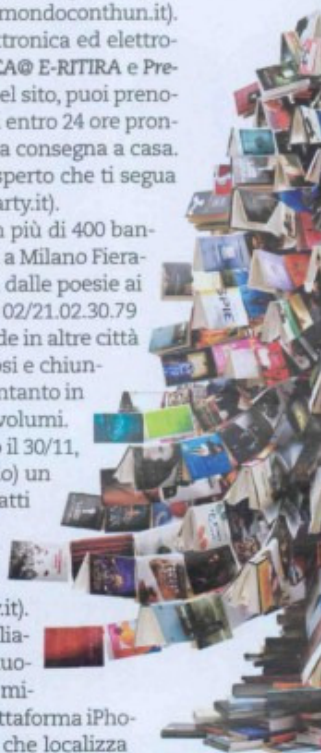 mondoconthun.it).
tronica ed elettro-
CA@ E-RITIRA e Pre-
el sito, puoi preno-
entro 24 ore pron-
a consegna a casa.
sperto che ti segua
arty.it).
n più di 400 ban-
a Milano Fiera-
dalle poesie ai
02/21.02.30.79
de in altre città
osi e chiun-
ntanto in
volumi.
o il 30/11,
o) un
atti
.it).
lia-
uo-
mi-
ttaforma iPho-
che localizza